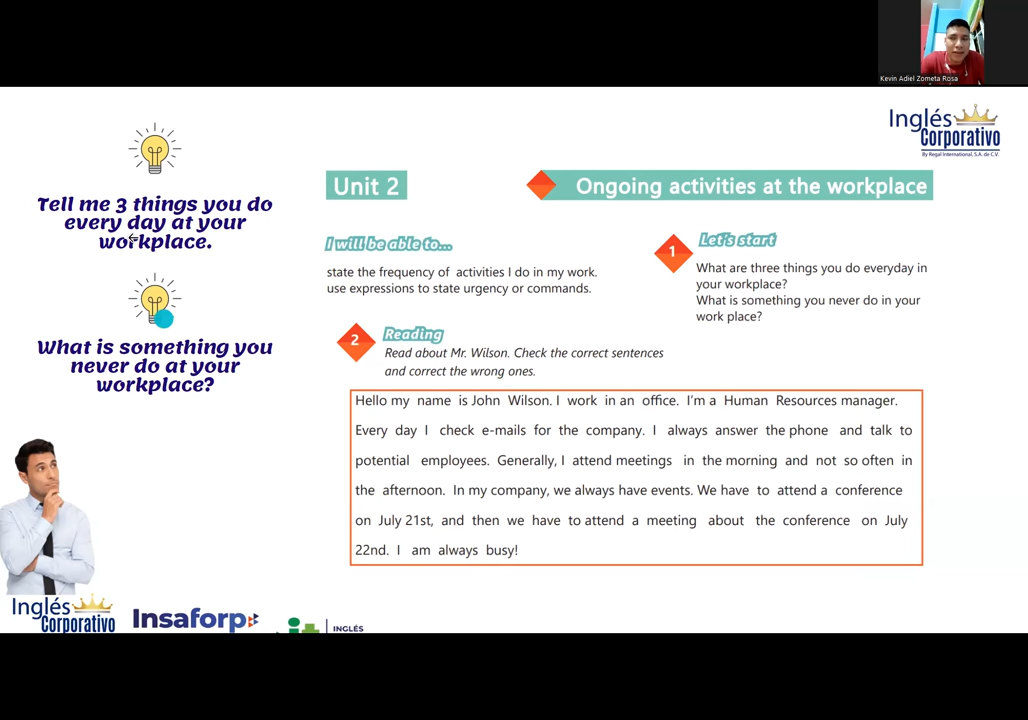 Kevin Adiel Zometa Rosa
Inglés
Corporativo
By Regal International, S.A. de C.V.
Tell me 3 things you do
every day at your
workplace.
What is something you
never do at your
workplace?
Unit 2
Ongoing activities at the workplace
I will be able to...
state the frequency of activities I do in my work.
use expressions to state urgency or commands.
1
Let's start
What are three things you do everyday in
your workplace?
What is something you never do in your
work place?
2
Reading
Read about Mr. Wilson. Check the correct sentences
and correct the wrong ones.
Hello my name is John Wilson. I work in an office. I'm a Human Resources manager.
Every day I check e-mails for the company. I always answer the phone and talk to
potential employees. Generally, I attend meetings in the morning and not so often in
the afternoon. In my company, we always have events. We have to attend a conference
on July 21st, and then we have to attend a meeting about the conference on July
22nd. I am always busy!
Inglés
Corporativo
Insaforp
INGLÉS